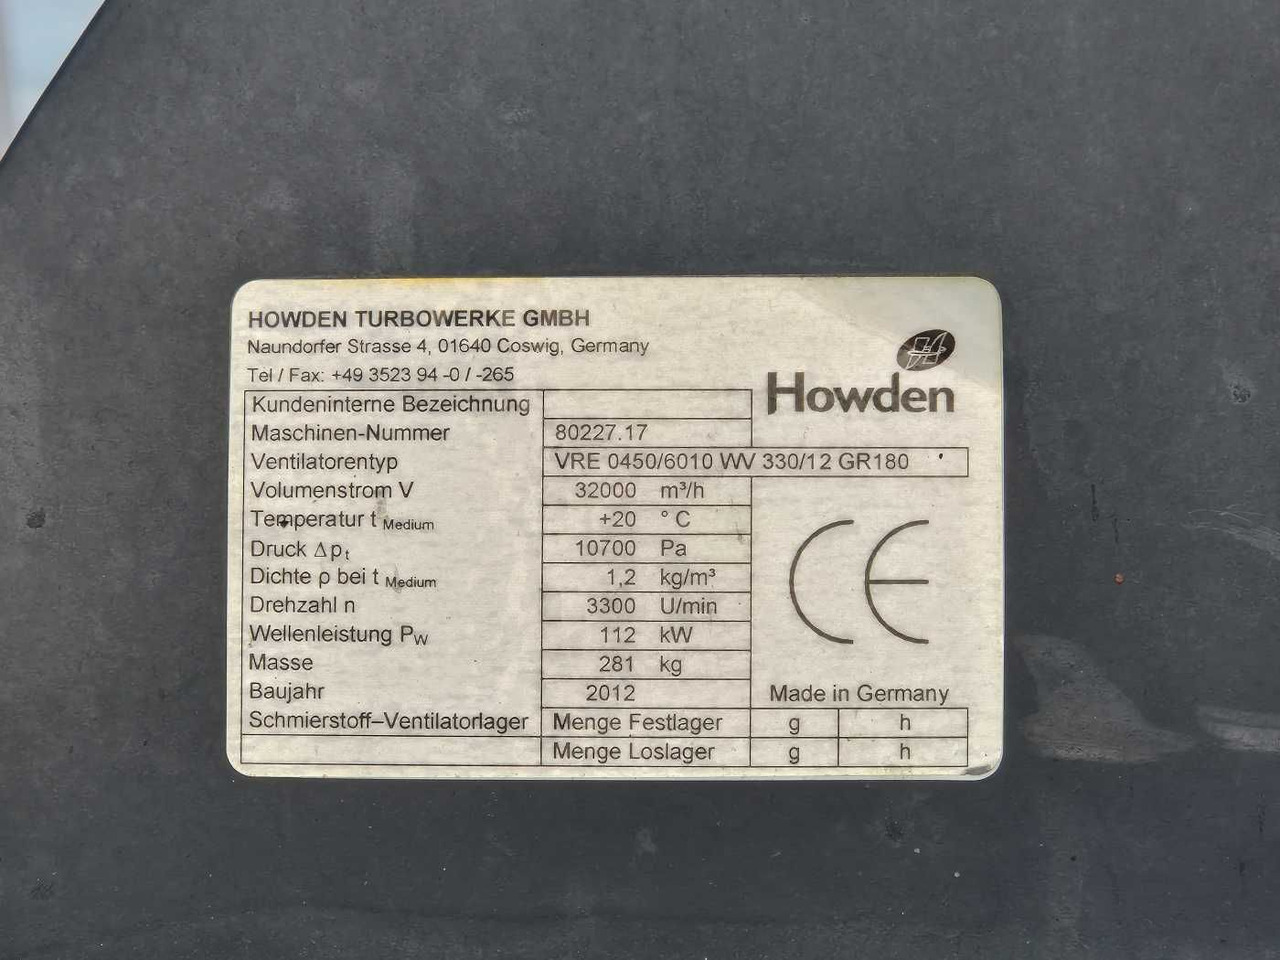 HOWDEN TURBOWERKE GMBH
Naundorfer Strasse 4, 01640 Coswig, Germany
Tel / Fax: +49 3523 94 -0 / -265
Howden
Kundeninterne Bezeichnung
Maschinen-Nummer 80227.17
Ventilatorentyp VRE 0450/6010 WV 330/12 GR180
Volumenstrom V 32000 m³/h
Temperatur t Medium +20 ° C
Druck Δpt 10700 Pa
Dichte ρ bei t Medium 1,2 kg/m³
Drehzahl n 3300 U/min
Wellenleistung PW 112 kW
Masse 281 kg
Baujahr 2012
CE
Made in Germany
Schmierstoff–Ventilatorlager Menge Festlager g h
Menge Loslager g h